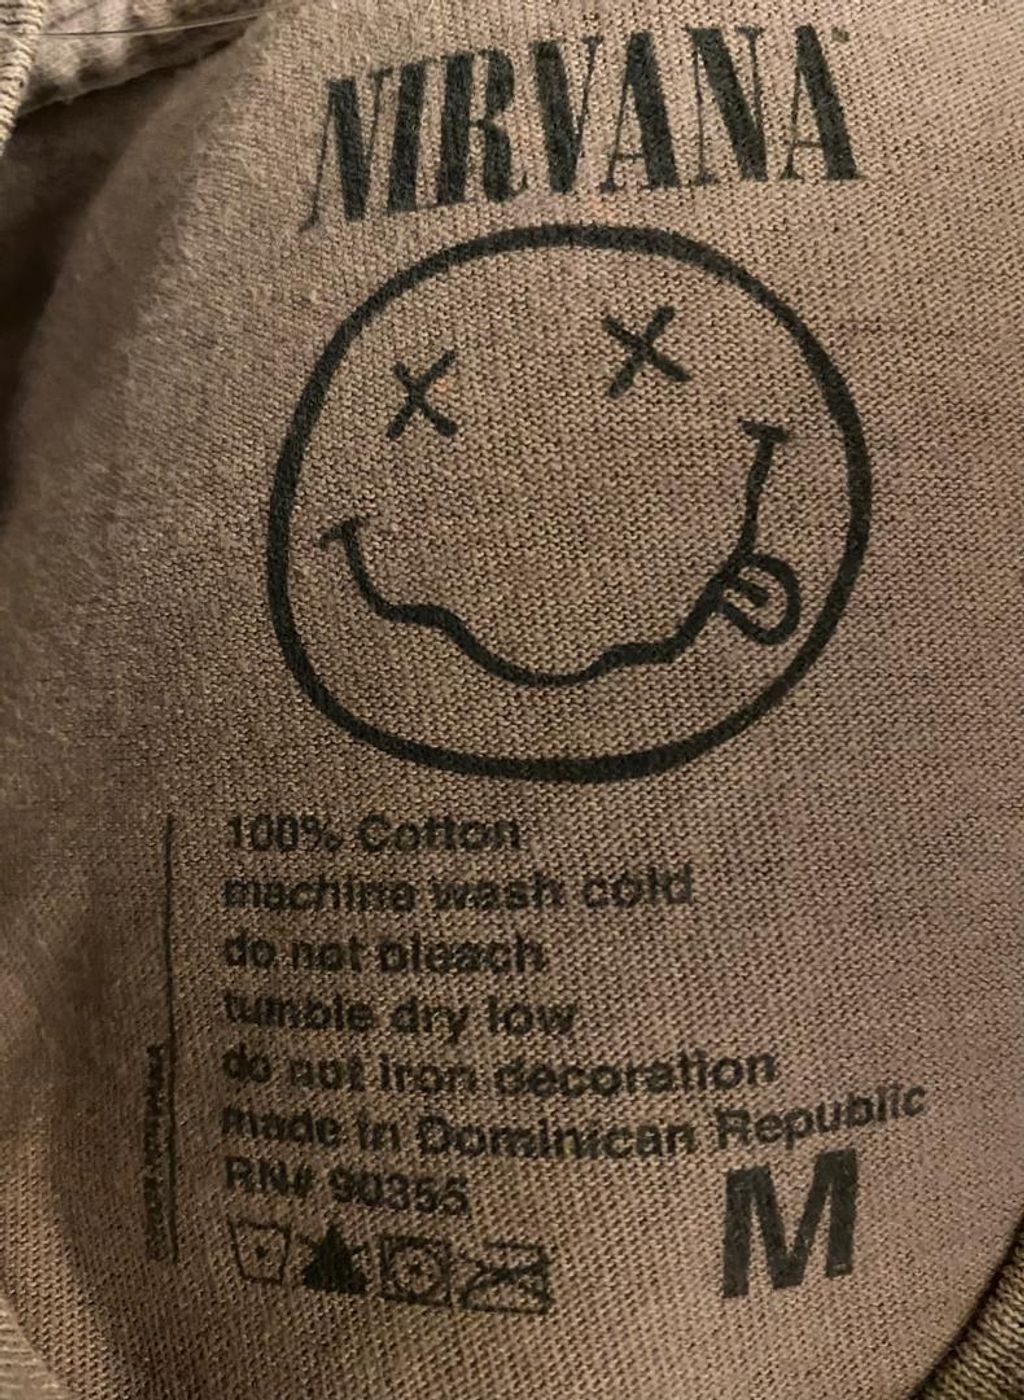 NIRVANA
100% Cotton
machine wash cold
do not bleach
tumble dry low
do not iron decoration
made in Dominican Republic
RN# 90355
M